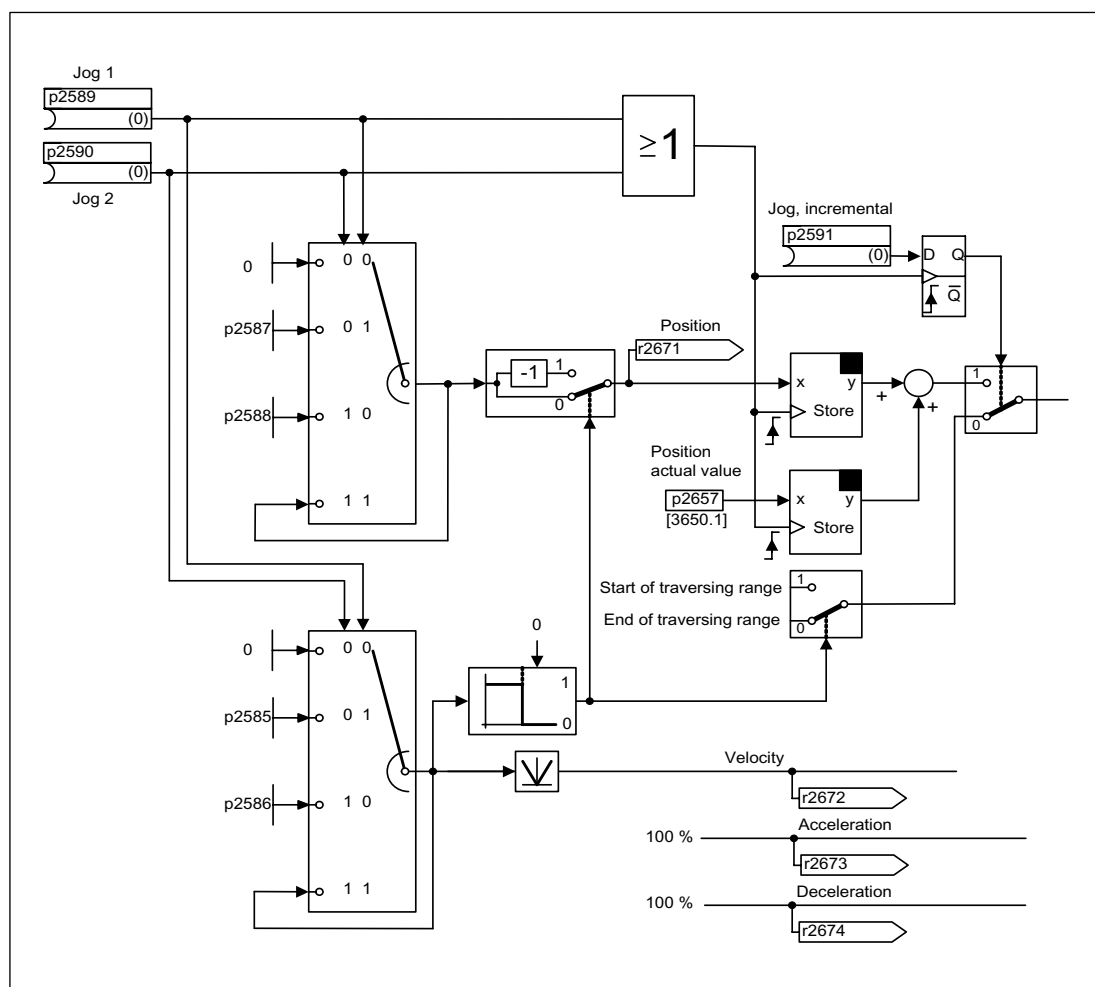 Jog 1
p2589
(0)
p2590
(0)
Jog 2
≥1
Jog, incremental
p2591
(0)
D Q
Q̅
0
0 0
p2587
0 1
p2588
1 0
1 1
-1
1
0
Position
r2671
x y
Store
+
+
1
0
Position
actual value
p2657
[3650.1]
x y
Store
Start of traversing range
1
End of traversing range
0
0
0 0
p2585
0 1
p2586
1 0
1 1
0
1
0
Velocity
r2672
100 %
Acceleration
r2673
100 %
Deceleration
r2674